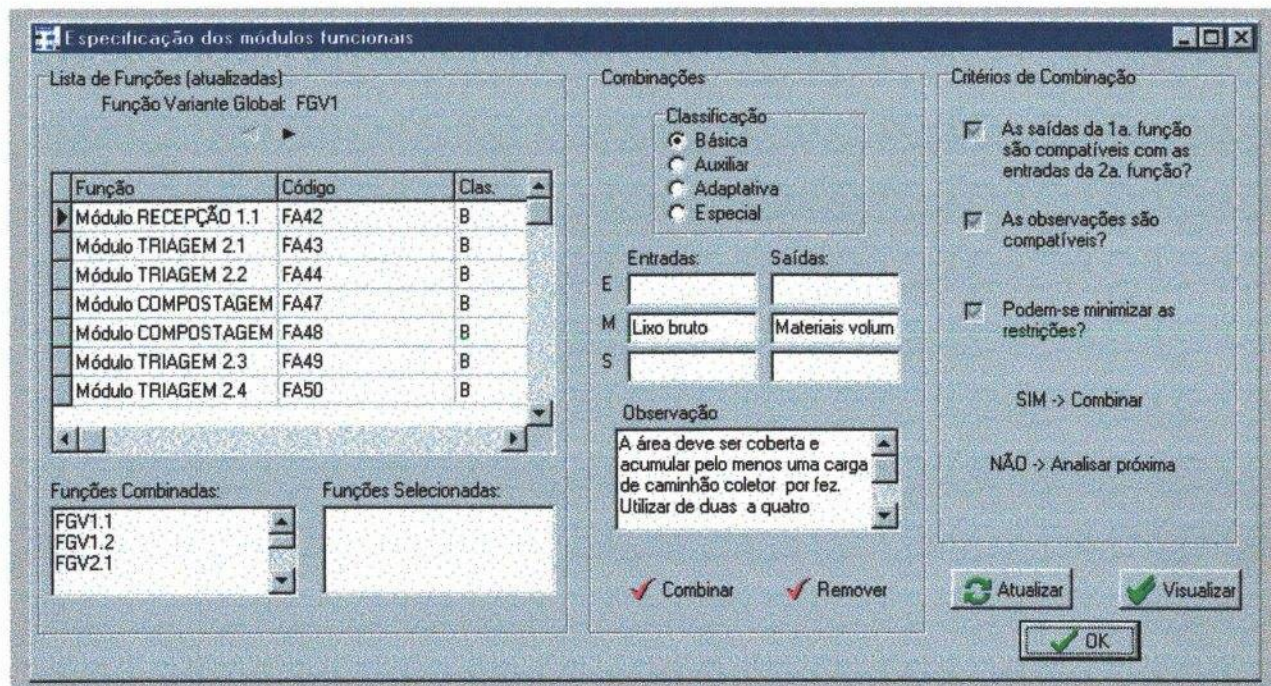 Especificação dos módulos funcionais
Lista de Funções (atualizadas)
Função Variante Global: FGV1
Função Código Clas.
Módulo RECEPÇÃO 1.1 FA42 B
Módulo TRIAGEM 2.1 FA43 B
Módulo TRIAGEM 2.2 FA44 B
Módulo COMPOSTAGEM FA47 B
Módulo COMPOSTAGEM FA48 B
Módulo TRIAGEM 2.3 FA49 B
Módulo TRIAGEM 2.4 FA50 B
Funções Combinadas:
FGV1.1
FGV1.2
FGV2.1
Funções Selecionadas:
Combinações
Classificação
Básica
Auxiliar
Adaptativa
Especial
Entradas: Saídas:
E
M Lixo bruto Materiais volum
S
Observação
A área deve ser coberta e
acumular pelo menos uma carga
de caminhão coletor por fez.
Utilizar de duas a quatro
Combinar Remover
Critérios de Combinação
As saídas da 1a. função
são compatíveis com as
entradas da 2a. função?
As observações são
compatíveis?
Podem-se minimizar as
restrições?
SIM -> Combinar
NÃO -> Analisar próxima
Atualizar Visualizar
OK